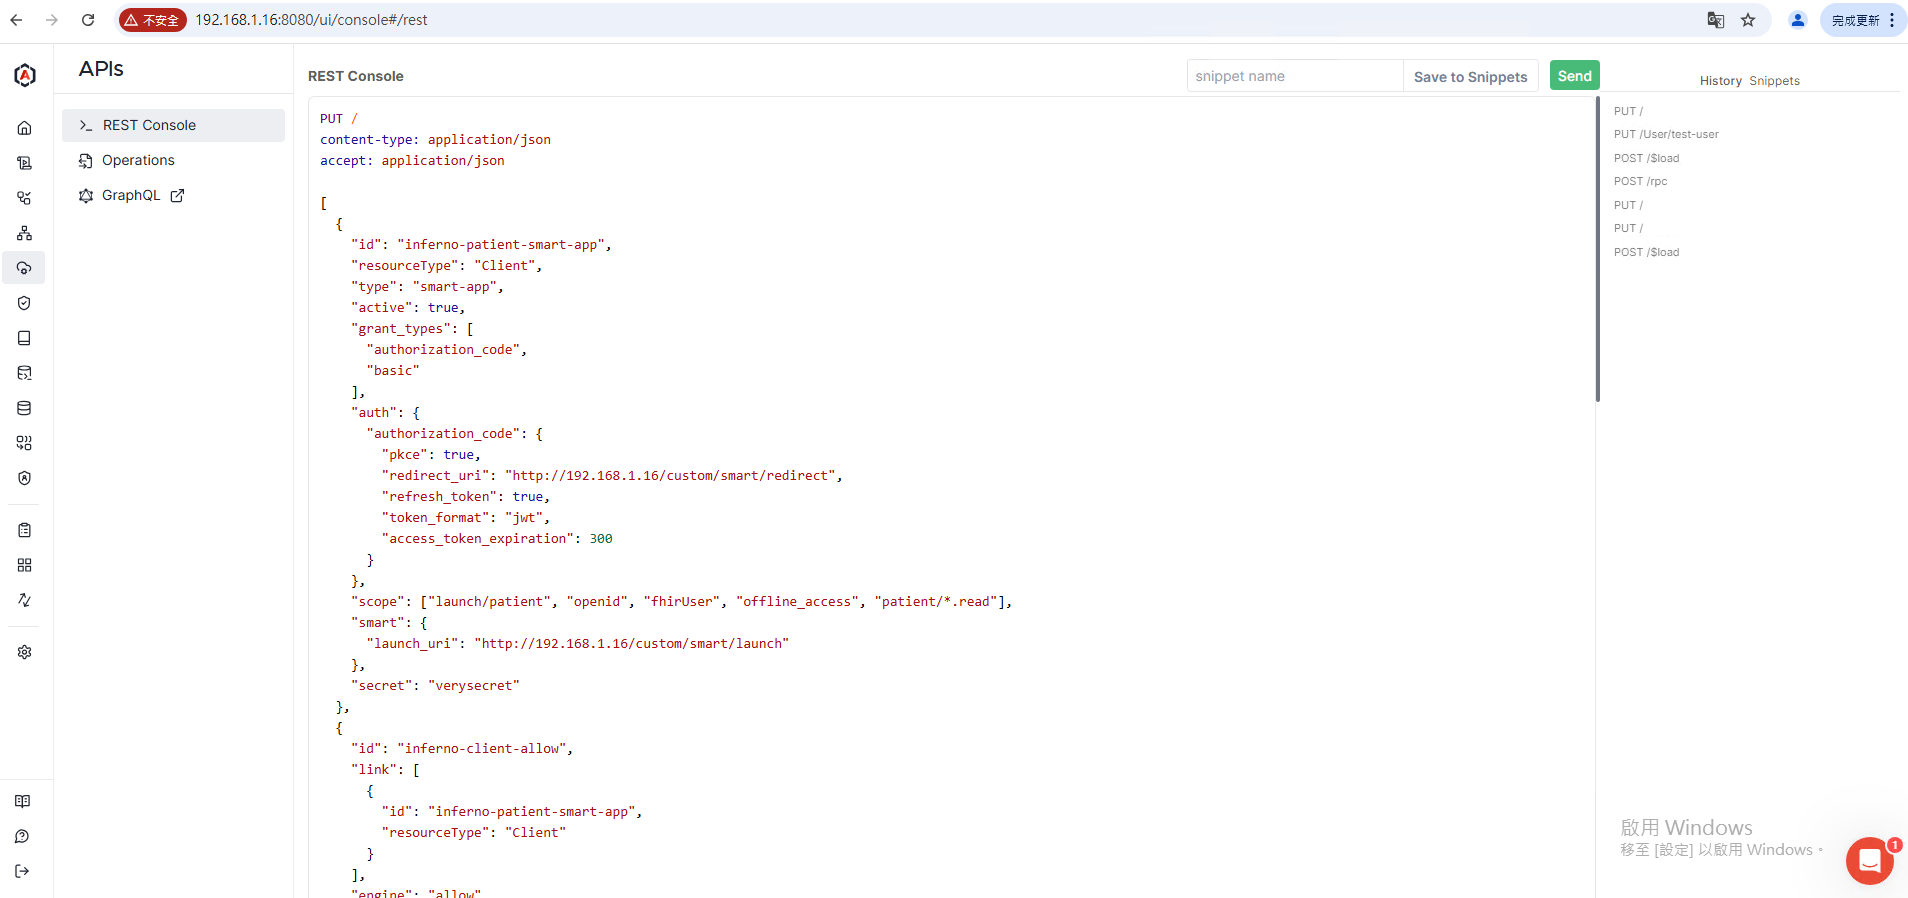 不安全
192.168.1.16:8080/ui/console#/rest
完成更新
APIs
REST Console
Operations
GraphQL
REST Console
snippet name
Save to Snippets
Send
History Snippets
PUT /
content-type: application/json
accept: application/json
[
{
"id": "inferno-patient-smart-app",
"resourceType": "Client",
"type": "smart-app",
"active": true,
"grant_types": [
"authorization_code",
"basic"
],
"auth": {
"authorization_code": {
"pkce": true,
"redirect_uri": "http://192.168.1.16/custom/smart/redirect",
"refresh_token": true,
"token_format": "jwt",
"access_token_expiration": 300
}
},
"scope": ["launch/patient", "openid", "fhirUser", "offline_access", "patient/*.read"],
"smart": {
"launch_uri": "http://192.168.1.16/custom/smart/launch"
},
"secret": "verysecret"
},
{
"id": "inferno-client-allow",
"link": [
{
"id": "inferno-patient-smart-app",
"resourceType": "Client"
}
],
"engine": "allow"
PUT /
PUT /User/test-user
POST /$load
POST /rpc
PUT /
PUT /
POST /$load
啟用 Windows
移至 [設定] 以啟用 Windows。
1